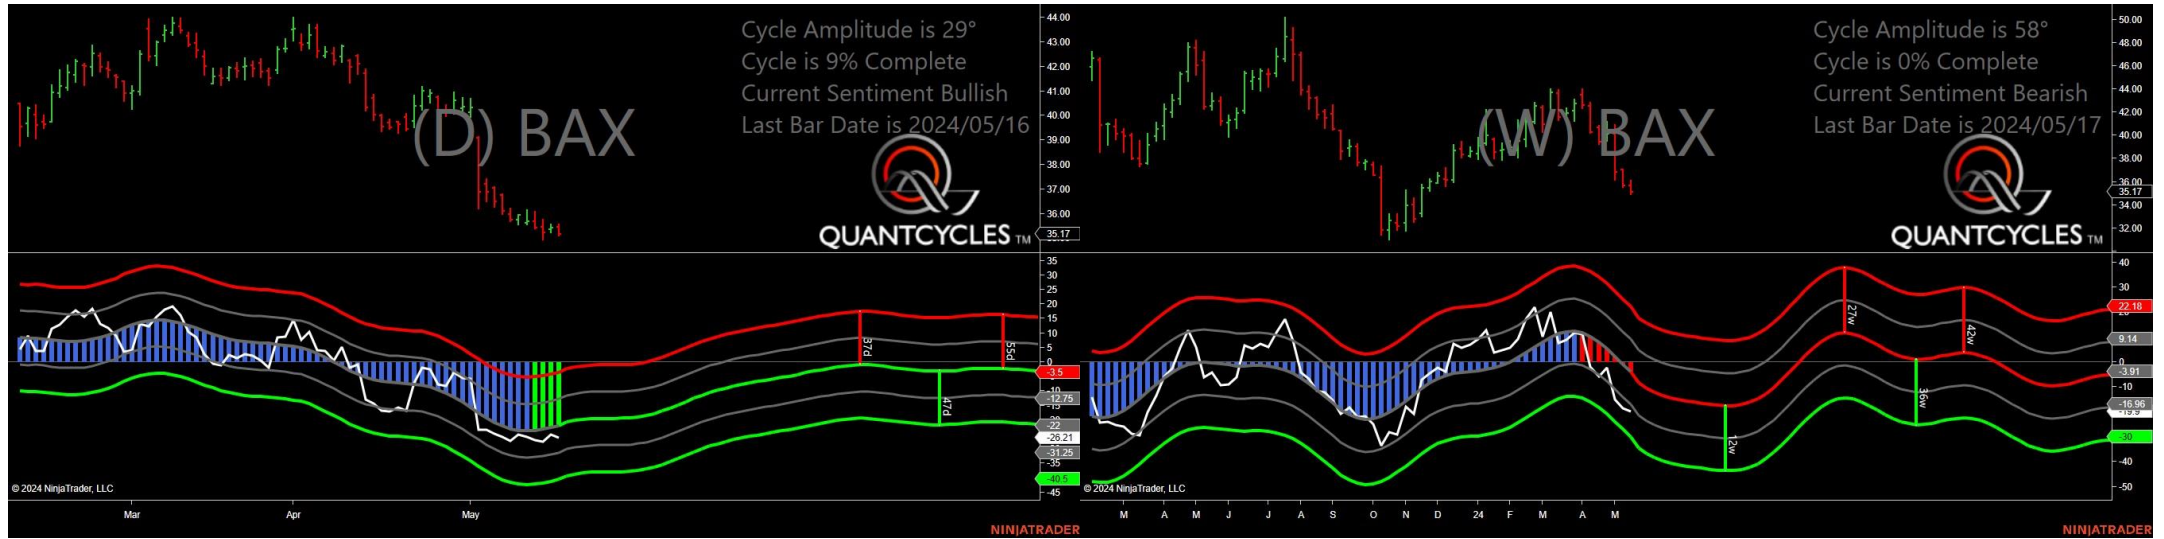 Cycle Amplitude is 29°
Cycle is 9% Complete
Current Sentiment Bullish
Last Bar Date is 2024/05/16
(D) BAX
QUANTCYCLES TM
44.00
43.00
42.00
41.00
40.00
39.00
38.00
37.00
36.00
35.17
35
30
25
20
15
10
5
0
-3.5
-10
-12.75
-15
-22
-26.21
-31.25
-35
-40.5
-45
37d
47d
55d
© 2024 NinjaTrader, LLC
Mar
Apr
May
NINJATRADER
Cycle Amplitude is 58°
Cycle is 0% Complete
Current Sentiment Bearish
Last Bar Date is 2024/05/17
(W) BAX
QUANTCYCLES TM
50.00
48.00
46.00
44.00
42.00
40.00
38.00
36.00
35.17
34.00
32.00
40
30
22.18
9.14
0
-3.91
-10
-16.96
-19.9
-30
-40
-50
12w
27w
36w
42w
© 2024 NinjaTrader, LLC
M
A
M
J
J
A
S
O
N
D
24
F
M
A
M
NINJATRADER